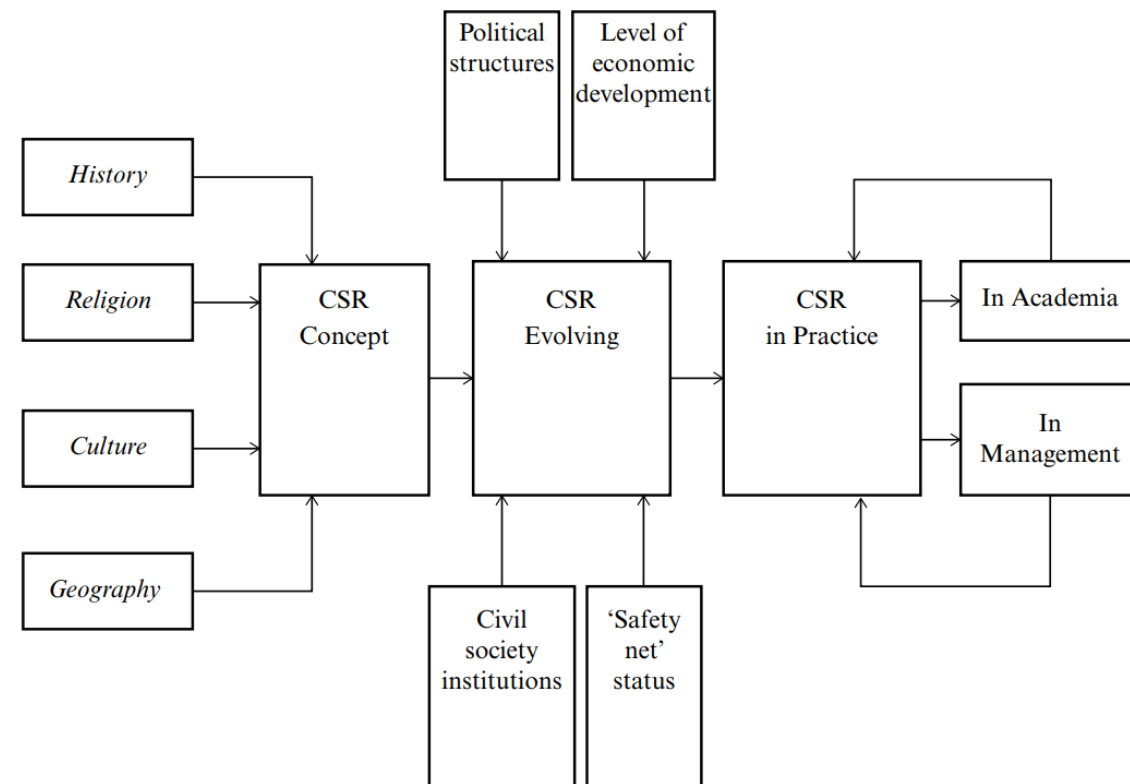 Political
structures
Level of
economic
development
History
Religion
Culture
Geography
CSR
Concept
CSR
Evolving
CSR
in Practice
In Academia
In
Management
Civil
society
institutions
‘Safety
net’
status